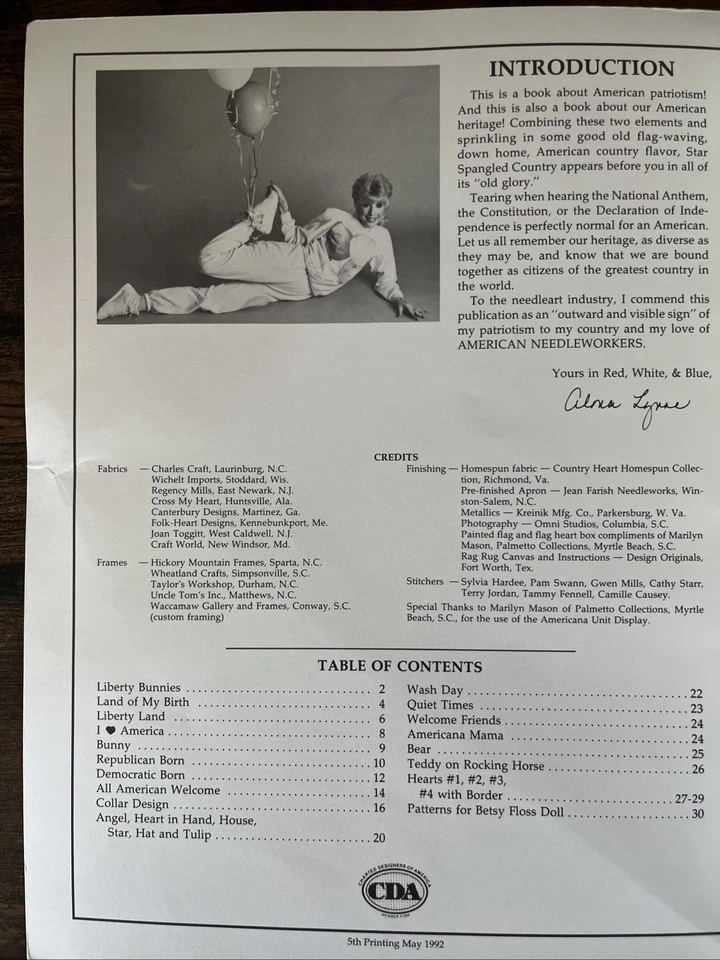 INTRODUCTION
This is a book about American patriotism!
And this is also a book about our American
heritage! Combining these two elements and
sprinkling in some good old flag-waving,
down home, American country flavor, Star
Spangled Country appears before you in all of
its "old glory."
Tearing when hearing the National Anthem,
the Constitution, or the Declaration of Inde-
pendence is perfectly normal for an American.
Let us all remember our heritage, as diverse as
they may be, and know that we are bound
together as citizens of the greatest country in
the world.
To the needleart industry, I commend this
publication as an "outward and visible sign" of
my patriotism to my country and my love of
AMERICAN NEEDLEWORKERS.
Yours in Red, White, & Blue,
Alma Lynne
CREDITS
Fabrics — Charles Craft, Laurinburg, N.C.
Wichelt Imports, Stoddard, Wis.
Regency Mills, East Newark, N.J.
Cross My Heart, Huntsville, Ala.
Canterbury Designs, Martinez, Ga.
Folk-Heart Designs, Kennebunkport, Me.
Joan Toggitt, West Caldwell, N.J.
Craft World, New Windsor, Md.
Frames — Hickory Mountain Frames, Sparta, N.C.
Wheatland Crafts, Simpsonville, S.C.
Taylor's Workshop, Durham, N.C.
Uncle Tom's Inc., Matthews, N.C.
Waccamaw Gallery and Frames, Conway, S.C.
(custom framing)
Finishing — Homespun fabric — Country Heart Homespun Collec-
tion, Richmond, Va.
Pre-finished Apron — Jean Farish Needleworks, Win-
ston-Salem, N.C.
Metallics — Kreinik Mfg. Co., Parkersburg, W. Va.
Photography — Omni Studios, Columbia, S.C.
Painted flag and flag heart box compliments of Marilyn
Mason, Palmetto Collections, Myrtle Beach, S.C.
Rag Rug Canvas and Instructions — Design Originals,
Fort Worth, Tex.
Stitchers — Sylvia Hardee, Pam Swann, Gwen Mills, Cathy Starr,
Terry Jordan, Tammy Fennell, Camille Causey.
Special Thanks to Marilyn Mason of Palmetto Collections, Myrtle
Beach, S.C., for the use of the Americana Unit Display.
TABLE OF CONTENTS
Liberty Bunnies 2
Land of My Birth 4
Liberty Land 6
I ♥ America 8
Bunny 9
Republican Born 10
Democratic Born 12
All American Welcome 14
Collar Design 16
Angel, Heart in Hand, House,
Star, Hat and Tulip 20
Wash Day 22
Quiet Times 23
Welcome Friends 24
Americana Mama 24
Bear 25
Teddy on Rocking Horse 26
Hearts #1, #2, #3,
#4 with Border 27-29
Patterns for Betsy Floss Doll 30
CHARTED DESIGNERS OF AMERICA
CDA
MEMBER FIRM
5th Printing May 1992